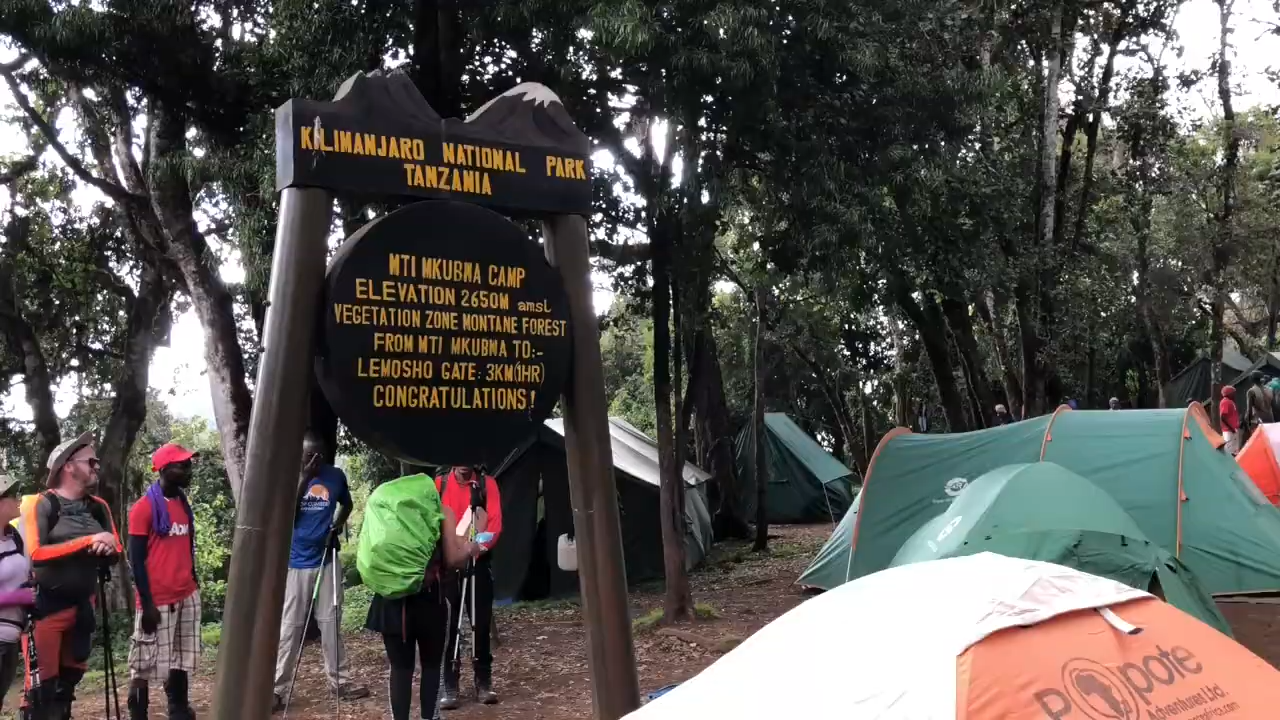 KILIMANJARO NATIONAL PARK
TANZANIA
MTI MKUBWA CAMP
ELEVATION 2650M amsl
VEGETATION ZONE MONTANE FOREST
FROM MTI MKUBWA TO:-
LEMOSHO GATE: 3KM(1HR)
CONGRATULATIONS!
Popote
Adventures Ltd.